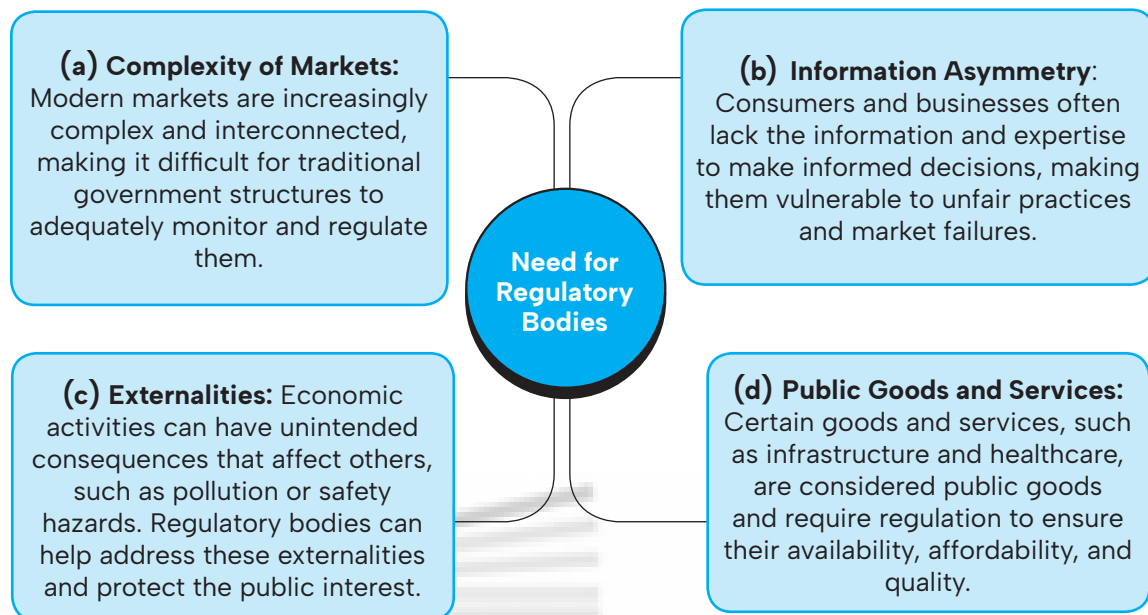 (a) Complexity of Markets:
Modern markets are increasingly
complex and interconnected,
making it difficult for traditional
government structures to
adequately monitor and regulate
them.
(b) Information Asymmetry:
Consumers and businesses often
lack the information and expertise
to make informed decisions, making
them vulnerable to unfair practices
and market failures.
Need for
Regulatory
Bodies
(c) Externalities: Economic
activities can have unintended
consequences that affect others,
such as pollution or safety
hazards. Regulatory bodies can
help address these externalities
and protect the public interest.
(d) Public Goods and Services:
Certain goods and services, such
as infrastructure and healthcare,
are considered public goods
and require regulation to ensure
their availability, affordability, and
quality.